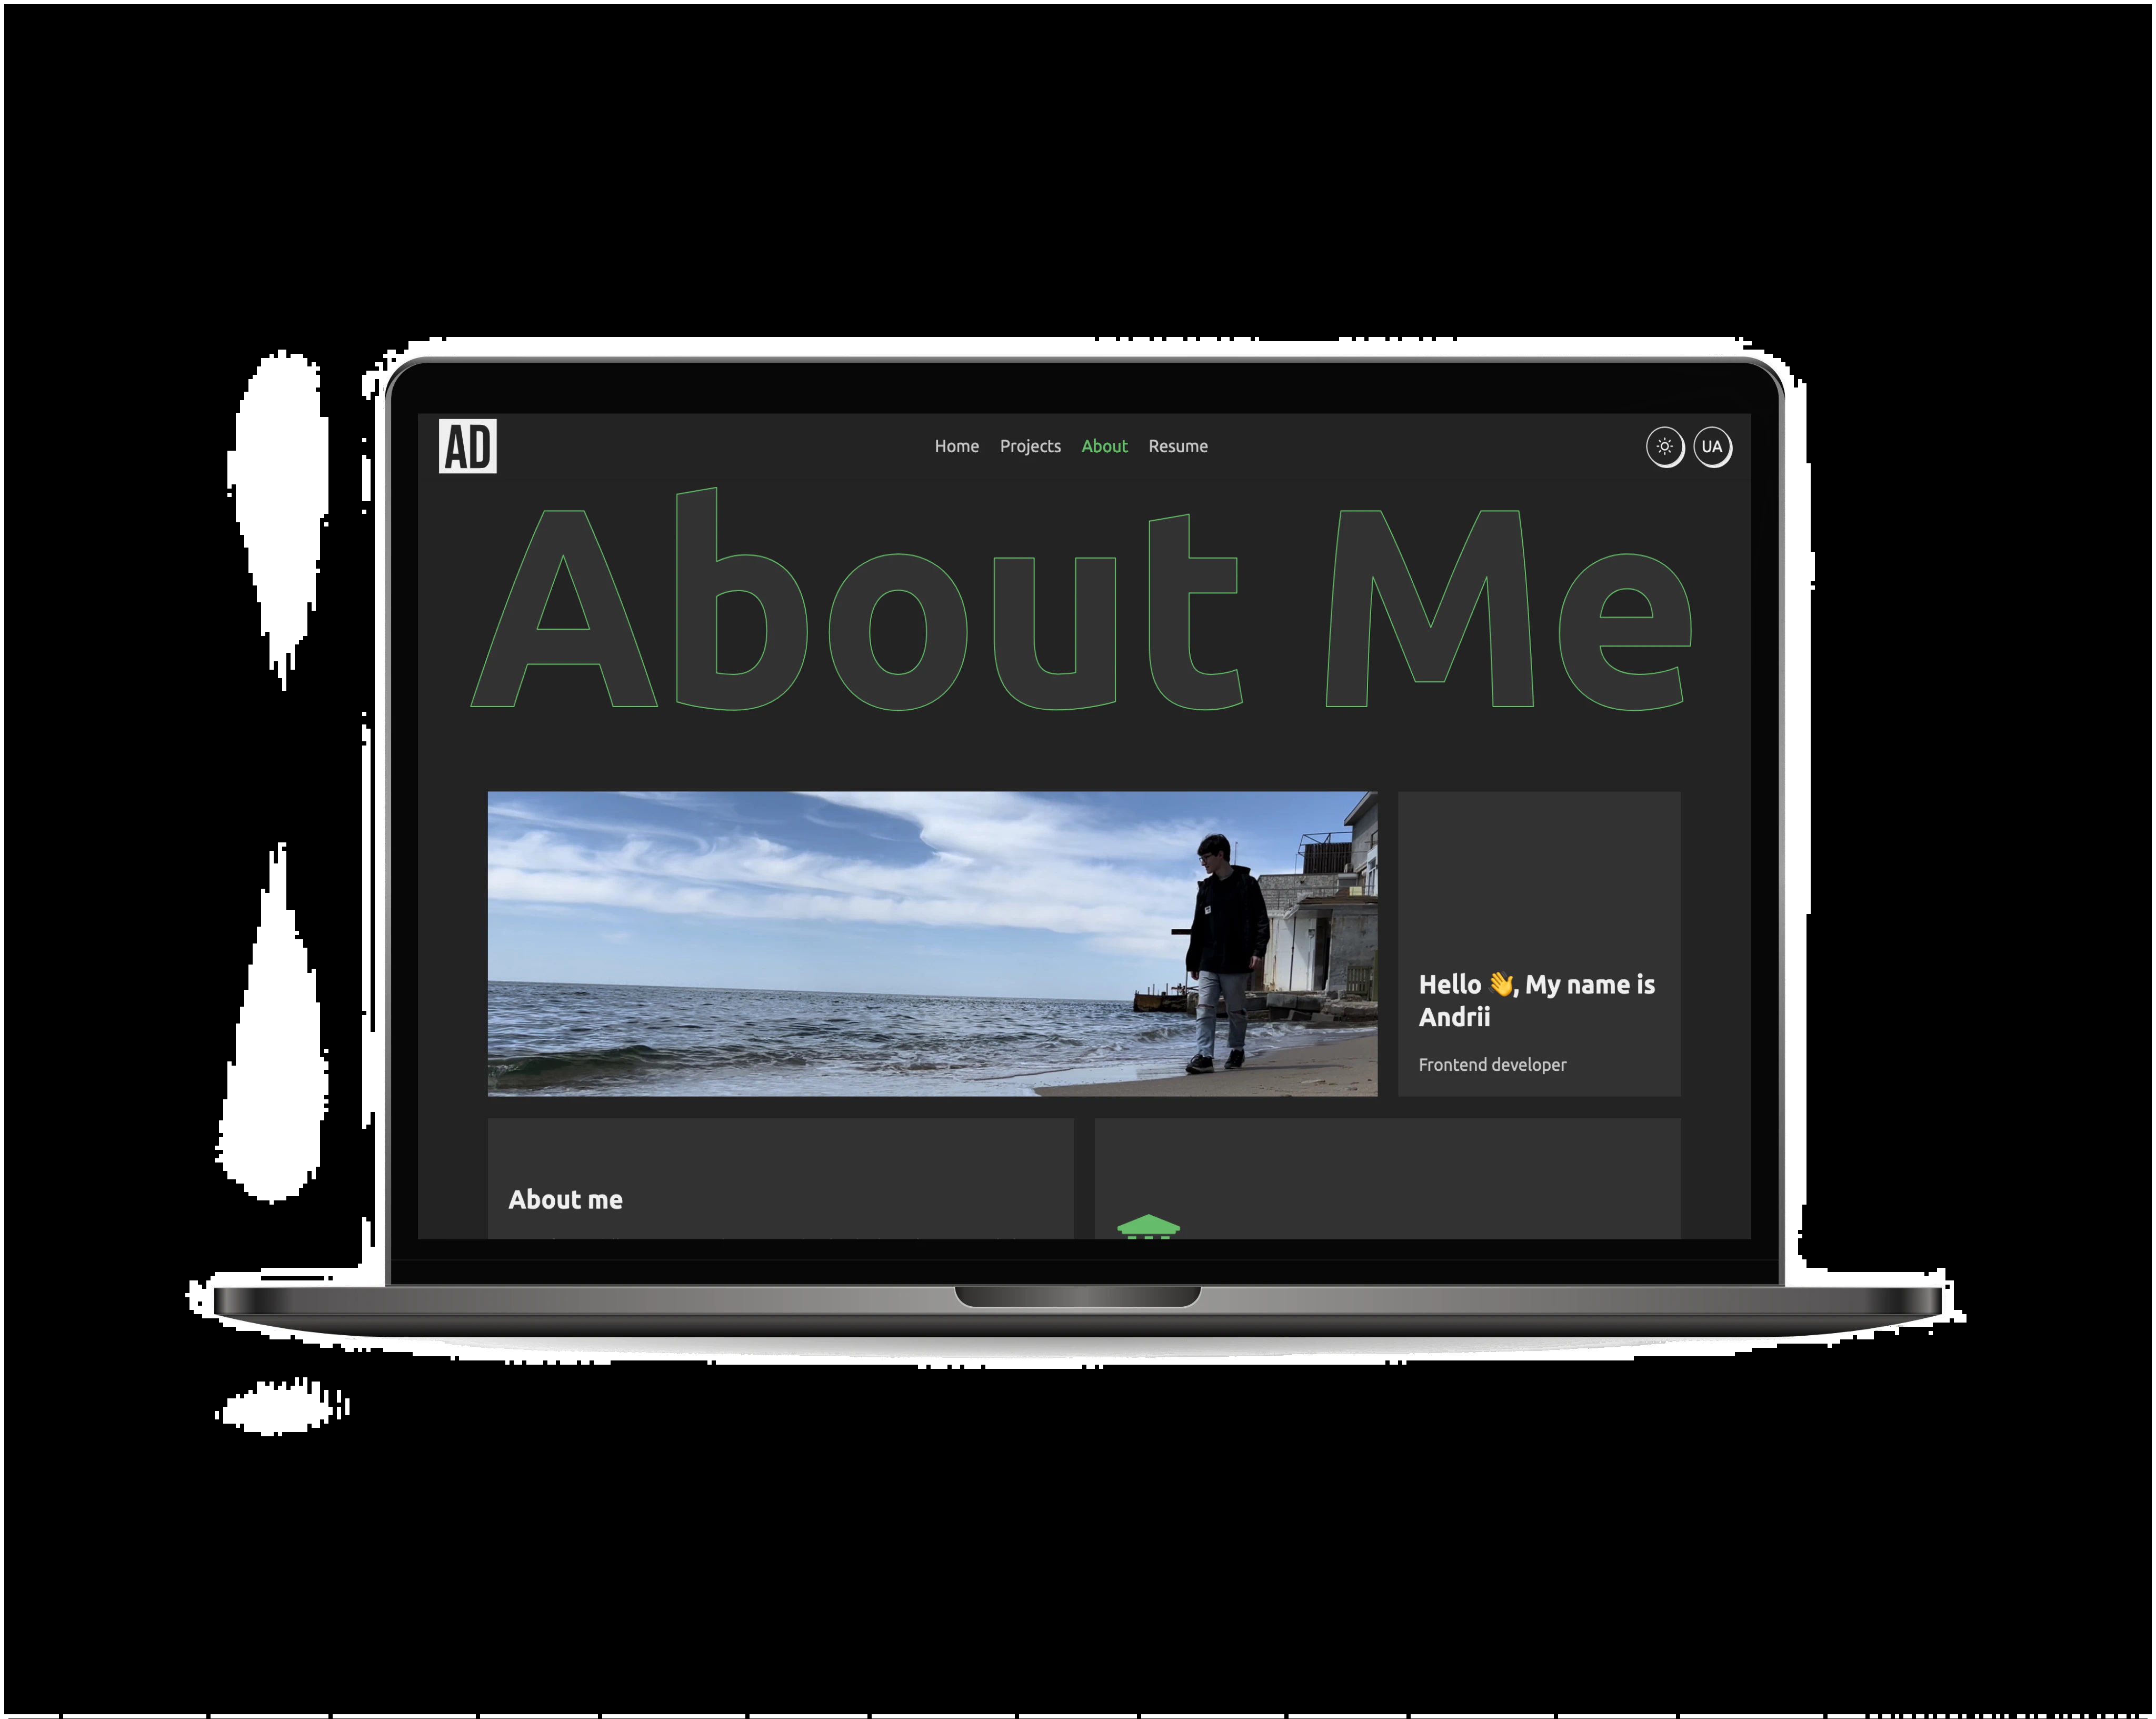 AD
Home Projects About Resume
UA
About Me
Hello 👋, My name is
Andrii
Frontend developer
About me